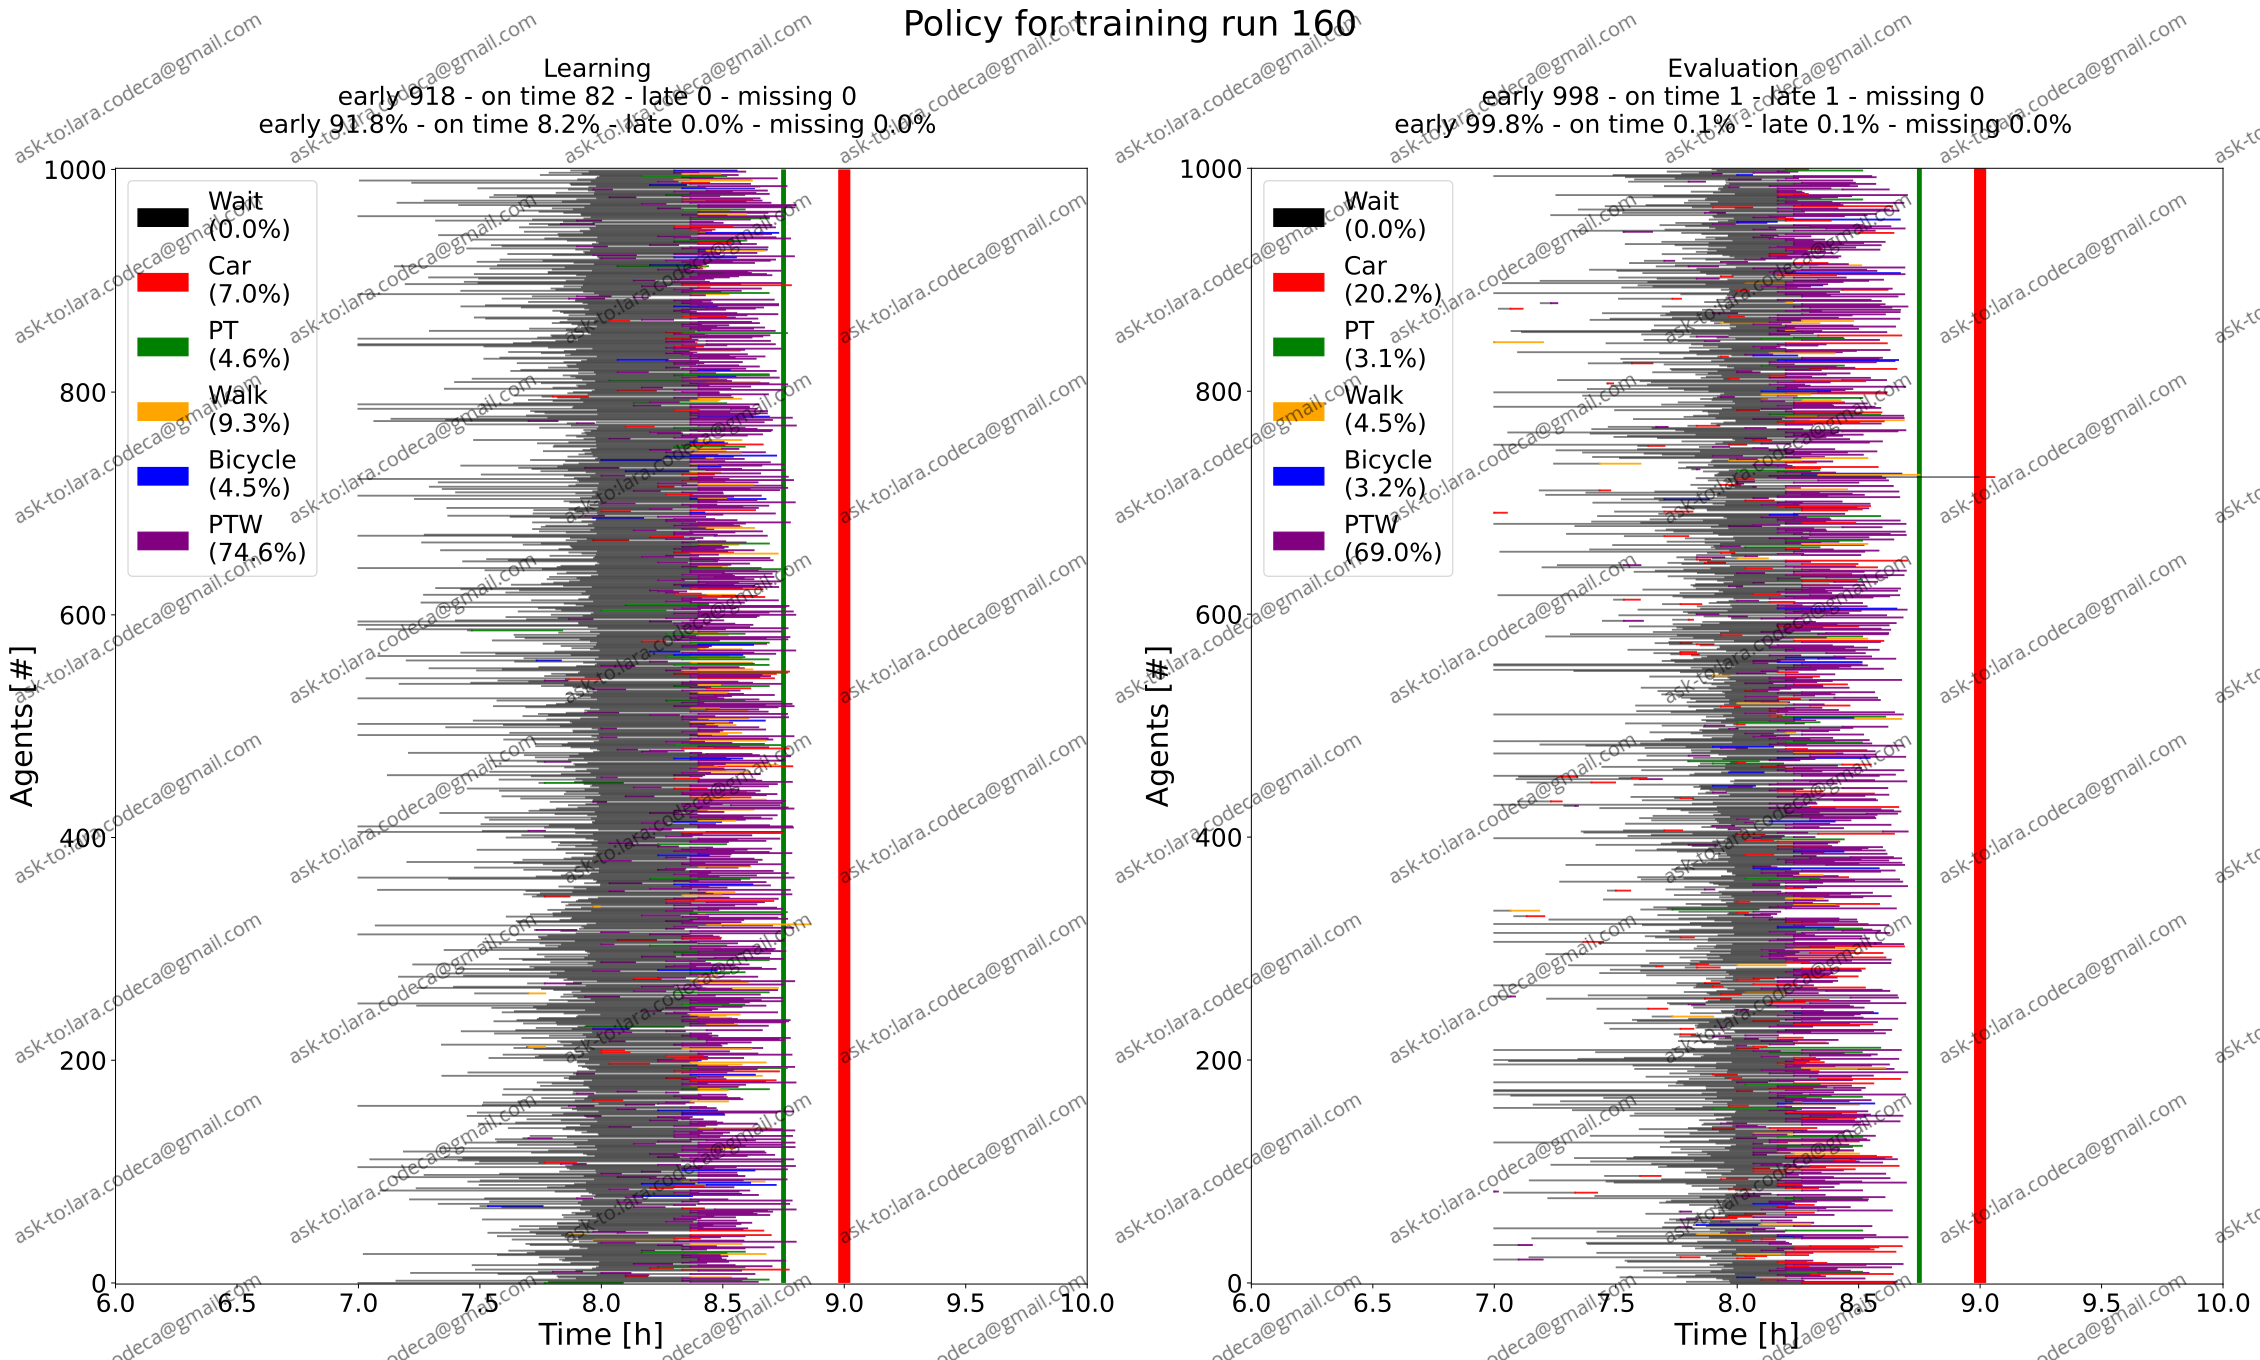 Policy for training run 160
Learning
early 918 - on time 82 - late 0 - missing 0
early 91.8% - on time 8.2% - late 0.0% - missing 0.0%
1000
800
600
400
200
0
Agents [#]
Wait
(0.0%)
Car
(7.0%)
PT
(4.6%)
Walk
(9.3%)
Bicycle
(4.5%)
PTW
(74.6%)
6.0 6.5 7.0 7.5 8.0 8.5 9.0 9.5 10.0
Time [h]
Evaluation
early 998 - on time 1 - late 1 - missing 0
early 99.8% - on time 0.1% - late 0.1% - missing 0.0%
1000
800
600
400
200
0
Agents [#]
Wait
(0.0%)
Car
(20.2%)
PT
(3.1%)
Walk
(4.5%)
Bicycle
(3.2%)
PTW
(69.0%)
6.0 6.5 7.0 7.5 8.0 8.5 9.0 9.5 10.0
Time [h]
ask-to:lara.codeca@gmail.com